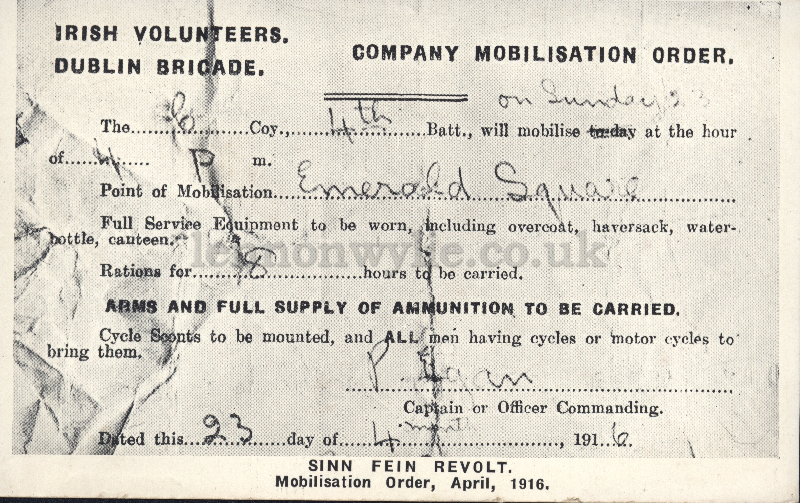 IRISH VOLUNTEERS.
DUBLIN BRIGADE.
COMPANY MOBILISATION ORDER.
on Sunday 23
The...............Coy.,......4th......Batt., will mobilise to-day at the hour
of.....4..... P m.
Point of Mobilisation....Emerald Square..............
Full Service Equipment to be worn, including overcoat, haversack, water-
bottle, canteen.
Rations for........8................hours to be carried.
ARMS AND FULL SUPPLY OF AMMUNITION TO BE CARRIED.
Cycle Scouts to be mounted, and ALL men having cycles or motor cycles to
bring them.
P. Egan
Captain or Officer Commanding.
month
Dated this...23......day of.....4............................, 1916.
SINN FEIN REVOLT.
Mobilisation Order, April, 1916.
lennonwylie.co.uk